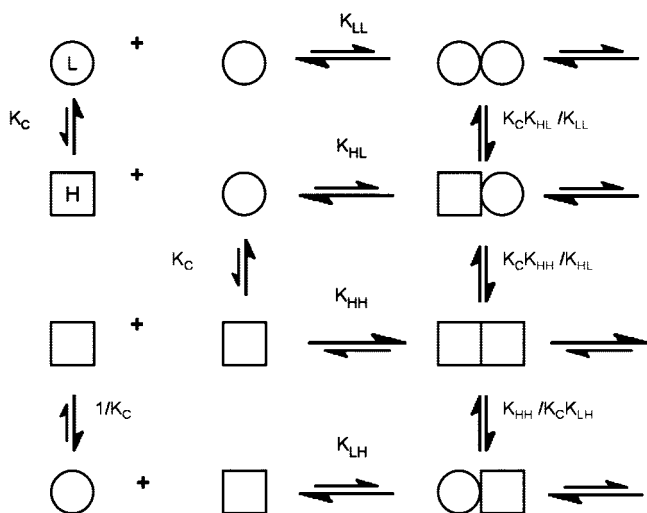 K_LL
L + 
K_C
K_CK_HL /K_LL
K_HL
H +
K_C
K_CK_HH /K_HL
K_HH
+
1/K_C
K_HH /K_CK_LH
K_LH
+